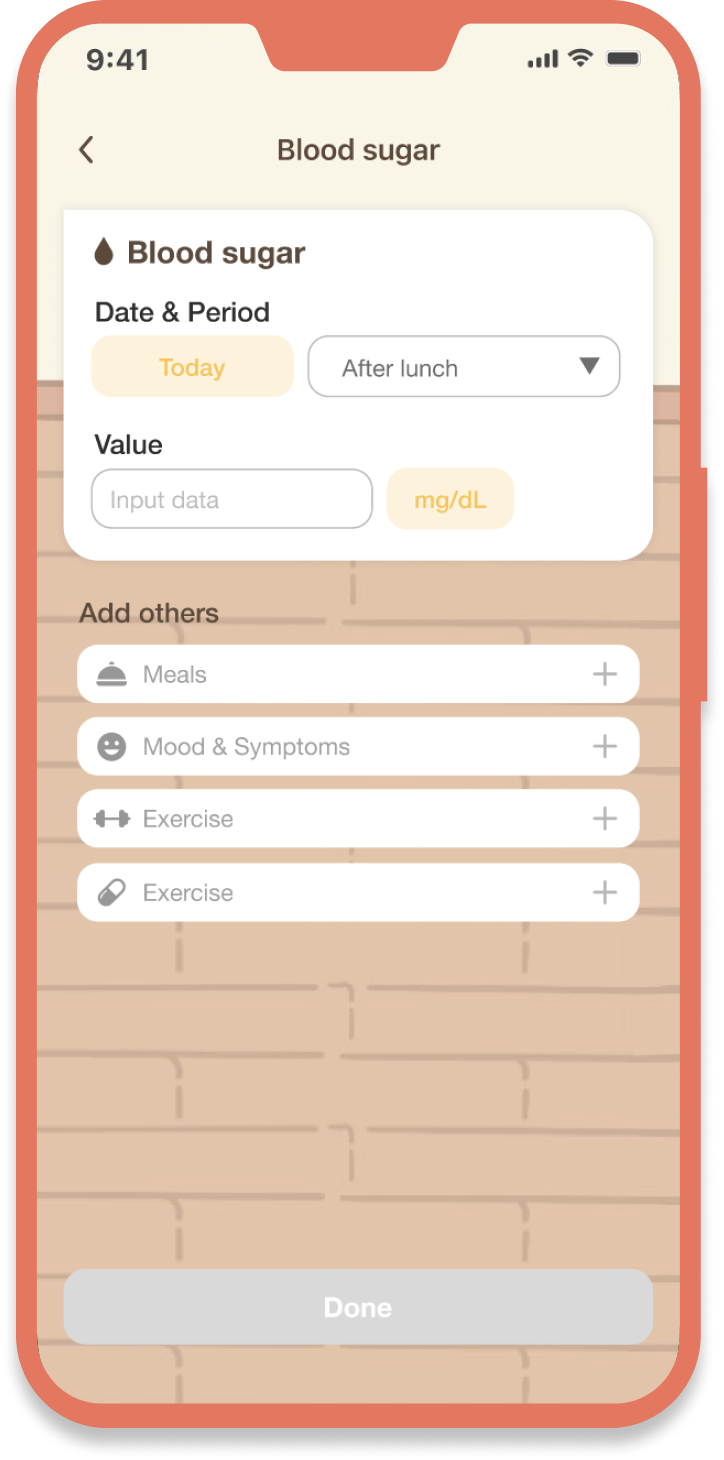 9:41
Blood sugar
Blood sugar
Date & Period
Today After lunch
Value
Input data mg/dL
Add others
Meals
Mood & Symptoms
Exercise
Exercise
Done